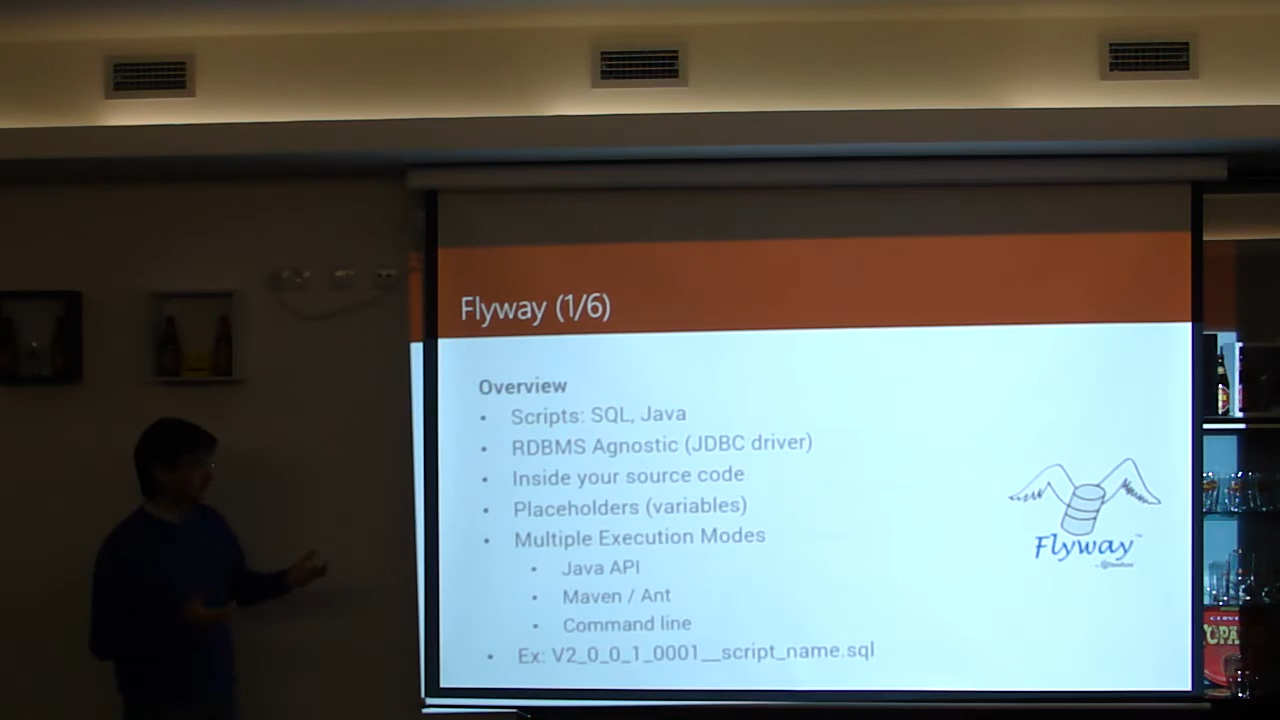 Flyway (1/6)
Overview
• Scripts: SQL, Java
• RDBMS Agnostic (JDBC driver)
• Inside your source code
• Placeholders (variables)
• Multiple Execution Modes
• Java API
• Maven / Ant
• Command line
• Ex: V2_0_0_1_0001__script_name.sql
Flyway™